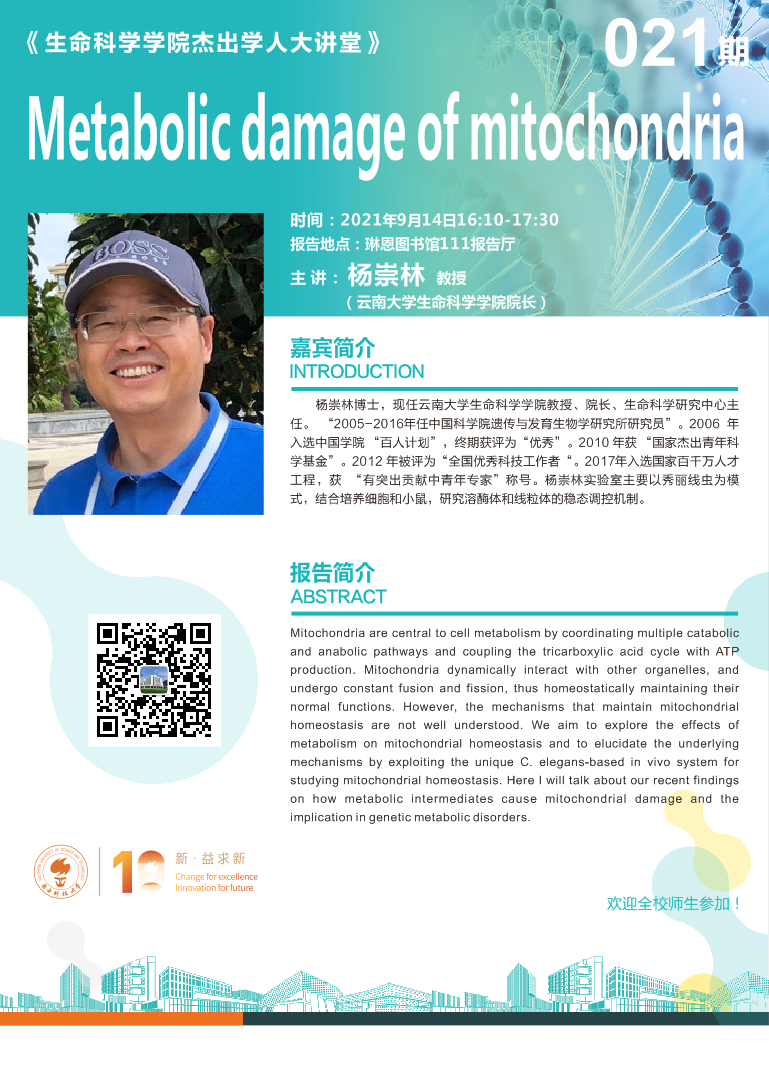 《生命科学学院杰出学人大讲堂》
021期
Metabolic damage of mitochondria
BOSS
BOSS
时间：2021年9月14日16:10-17:30
报告地点：琳恩图书馆111报告厅
主讲：杨崇林 教授
（云南大学生命科学学院院长）
嘉宾简介
INTRODUCTION
杨崇林博士，现任云南大学生命科学学院教授、院长、生命科学研究中心主
任。 “2005-2016年任中国科学院遗传与发育生物学研究所研究员”。2006 年
入选中国学院 “百人计划”，终期获评为“优秀”。2010 年获 “国家杰出青年科
学基金”。2012 年被评为“全国优秀科技工作者 “。2017年入选国家百千万人才
工程，获 “有突出贡献中青年专家”称号。杨崇林实验室主要以秀丽线虫为模
式，结合培养细胞和小鼠，研究溶酶体和线粒体的稳态调控机制。
报告简介
ABSTRACT
Mitochondria are central to cell metabolism by coordinating multiple catabolic
and anabolic pathways and coupling the tricarboxylic acid cycle with ATP
production. Mitochondria dynamically interact with other organelles, and
undergo constant fusion and fission, thus homeostatically maintaining their
normal functions. However, the mechanisms that maintain mitochondrial
homeostasis are not well understood. We aim to explore the effects of
metabolism on mitochondrial homeostasis and to elucidate the underlying
mechanisms by exploiting the unique C. elegans-based in vivo system for
studying mitochondrial homeostasis. Here I will talk about our recent findings
on how metabolic intermediates cause mitochondrial damage and the
implication in genetic metabolic disorders.
10
新·益求新
Change for excellence
Innovation for future
欢迎全校师生参加！